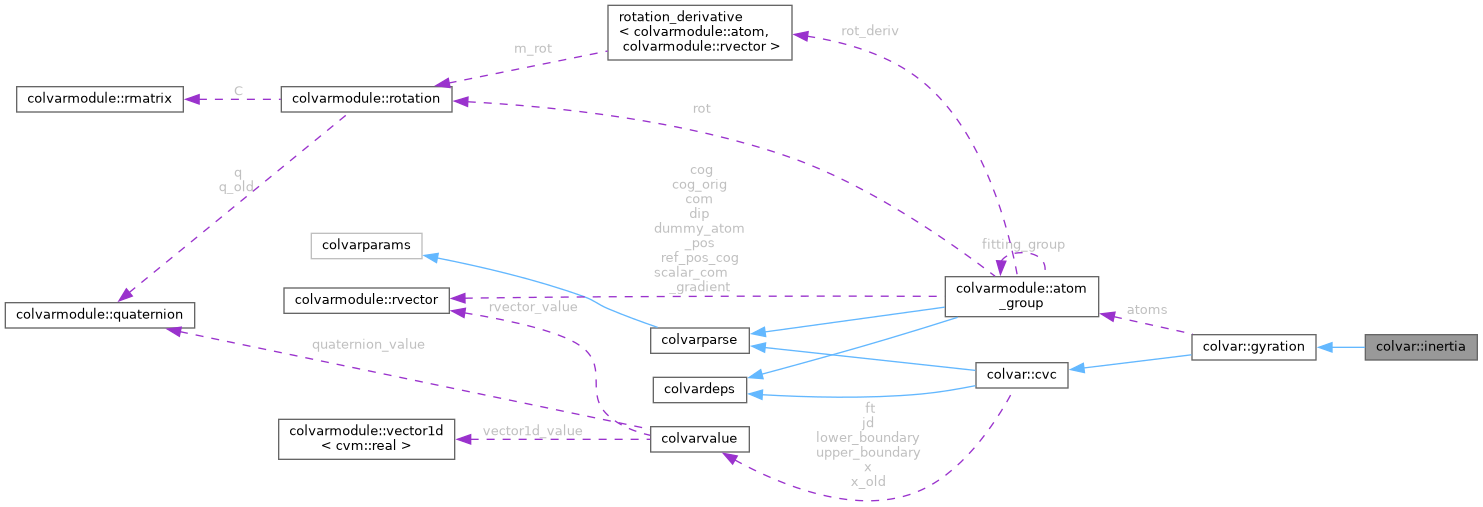 rotation_derivative
< colvarmodule::atom,
colvarmodule::rvector >
rot_deriv
m_rot
colvarmodule::rmatrix
C
colvarmodule::rotation
rot
q
q_old
cog
cog_orig
com
dip
dummy_atom
_pos
ref_pos_cog
scalar_com
_gradient
colvarparams
fitting_group
colvarmodule::atom
_group
colvarmodule::rvector
rvector_value
colvarmodule::quaternion
atoms
colvarparse
colvar::gyration
colvar::inertia
quaternion_value
colvar::cvc
colvardeps
ft
jd
lower_boundary
upper_boundary
x
x_old
colvarmodule::vector1d
< cvm::real >
vector1d_value
colvarvalue